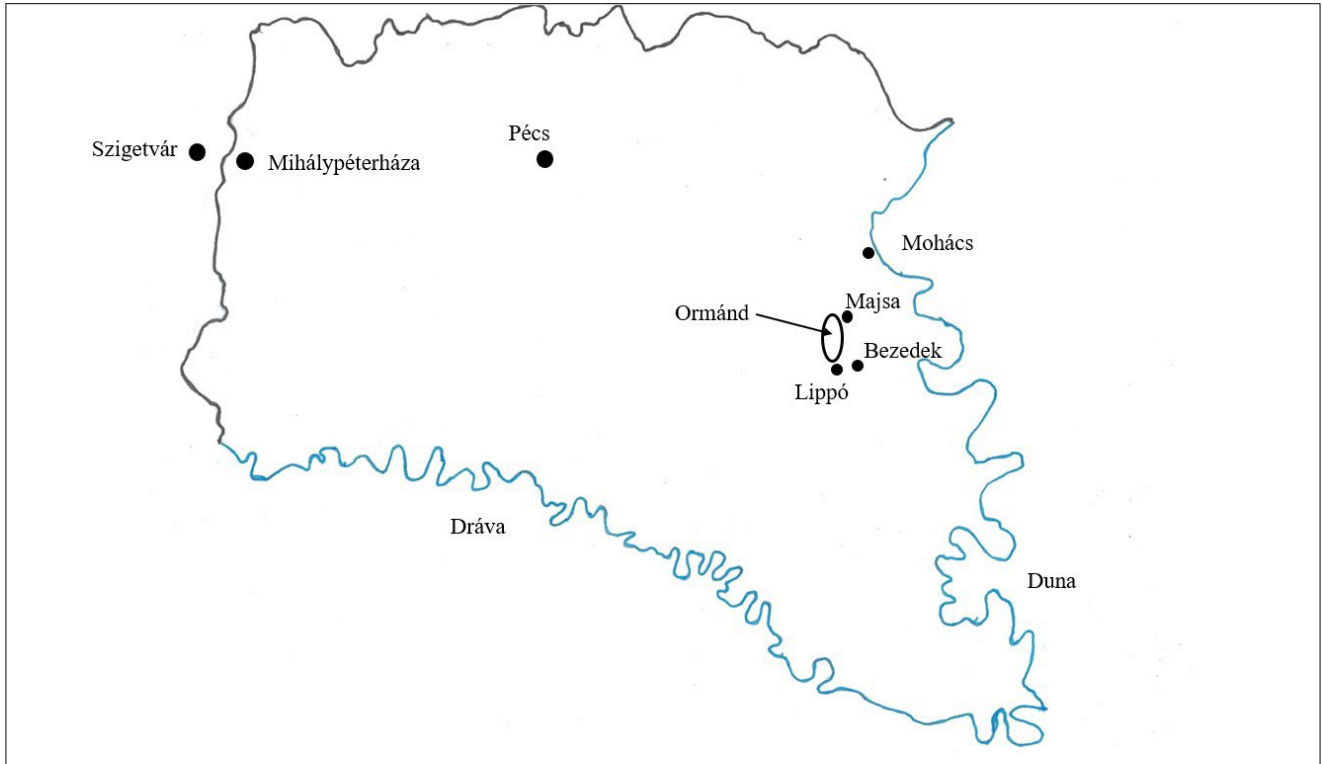 Pécs
Szigetvár
Mihálypéterháza
Mohács
Majsa
Ormánd
Bezedek
Lippó
Dráva
Duna